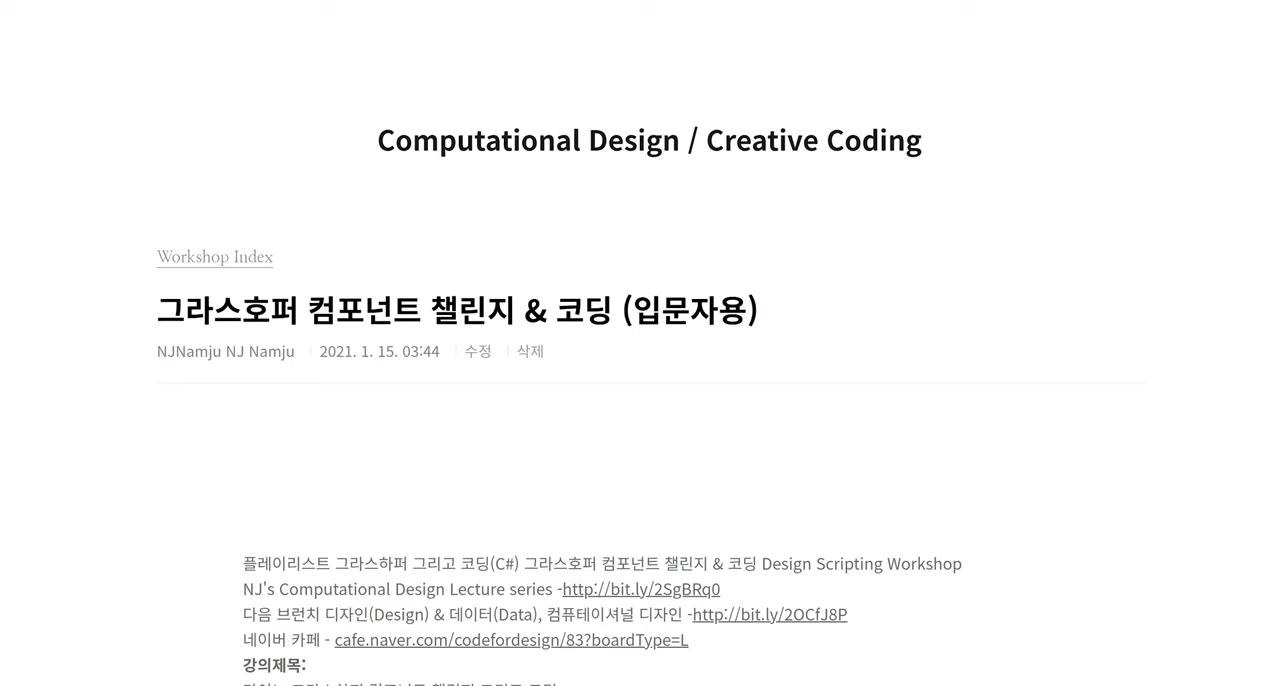 Computational Design / Creative Coding
Workshop Index
그라스호퍼 컴포넌트 챌린지 & 코딩 (입문자용)
NJNamju NJ Namju 2021. 1. 15. 03:44 수정 삭제
플레이리스트 그라스하퍼 그리고 코딩(C#) 그라스호퍼 컴포넌트 챌린지 & 코딩 Design Scripting Workshop
NJ's Computational Design Lecture series -http://bit.ly/2SgBRq0
다음 브런치 디자인(Design) & 데이터(Data), 컴퓨테이셔널 디자인 -http://bit.ly/2OCfJ8P
네이버 카페 - cafe.naver.com/codefordesign/83?boardType=L
강의제목: